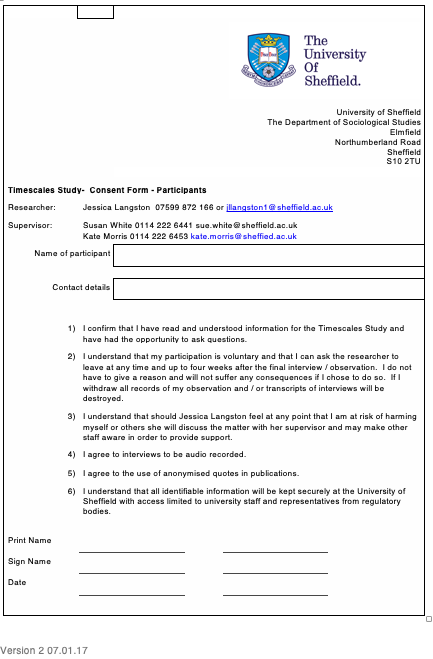 The
University
Of
Sheffield.
University of Sheffield
The Department of Sociological Studies
Elmfield
Northumberland Road
Sheffield
S10 2TU
Timescales Study- Consent Form - Participants
Researcher: Jessica Langston 07599 872 166 or jllangston1@sheffield.ac.uk
Supervisor: Susan White 0114 222 6441 sue.white@sheffield.ac.uk
Kate Morris 0114 222 6453 kate.morris@sheffied.ac.uk
Name of participant
Contact details
1) I confirm that I have read and understood information for the Timescales Study and
have had the opportunity to ask questions.
2) I understand that my participation is voluntary and that I can ask the researcher to
leave at any time and up to four weeks after the final interview / observation. I do not
have to give a reason and will not suffer any consequences if I chose to do so. If I
withdraw all records of my observation and / or transcripts of interviews will be
destroyed.
3) I understand that should Jessica Langston feel at any point that I am at risk of harming
myself or others she will discuss the matter with her supervisor and may make other
staff aware in order to provide support.
4) I agree to interviews to be audio recorded.
5) I agree to the use of anonymised quotes in publications.
6) I understand that all identifiable information will be kept securely at the University of
Sheffield with access limited to university staff and representatives from regulatory
bodies.
Print Name
Sign Name
Date
Version 2 07.01.17